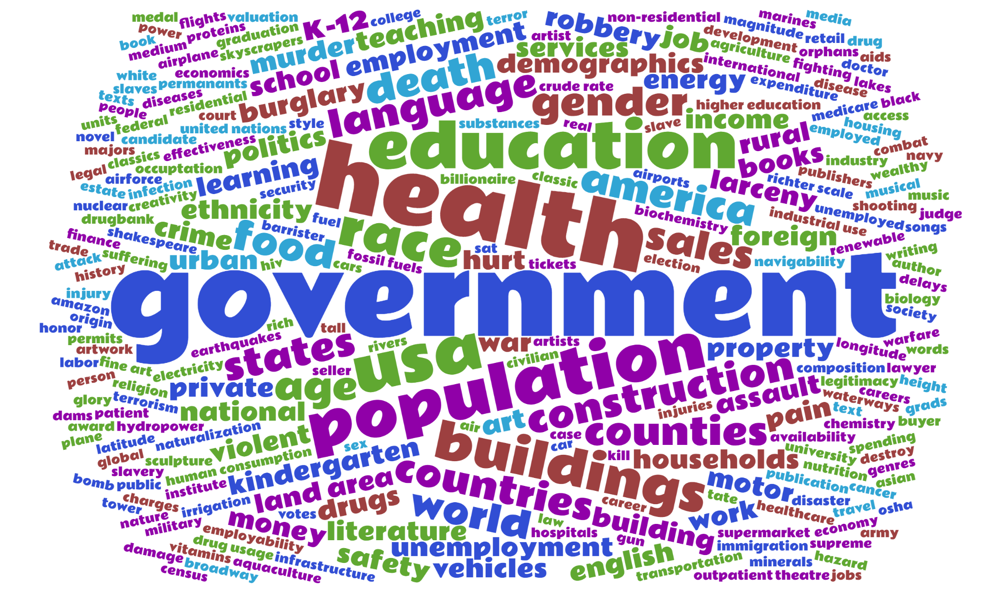 medal
flights
valuation
K-12
college
teaching
terror
robbery
non-residential
magnitude
marines
media
power
proteins
graduation
skyscrapers
murder
employment
artist
services
job
development
retail
drug
book
medium
airplane
economics
school
death
demographics
agriculture
orphans
aids
international
fighting
doctor
white
permanants
slaves
diseases
burglary
language
crude rate
energy
expenditure
disease
lakes
texts
people
residential
court
gender
higher education
medicare
black
units
federal
united nations
style
substances
real
slave
income
access
housing
novel
candidate
effectiveness
politics
education
rural
employed
majors
classics
health
books
industry
combat
navy
legal
occuptation
learning
billionaire
classic
america
airports
larceny
richter scale
publishers
wealthy
airforce
estate
infection
security
musical
music
nuclear
creativity
ethnicity
biochemistry
shooting
unemployed
judge
drugbank
crime
food
barrister
fuel
race
sales
foreign
industrial use
songs
finance
shakespeare
renewable
trade
attack
suffering
urban
hiv
cars
fossil fuels
sat
hurt
tickets
election
navigability
writing
author
history
government
delays
injury
amazon
biology
society
origin
honor
rich
tall
permits
artwork
earthquakes
states
rivers
usa
war
artists
population
property
longitude
warfare
words
labor
fine art
electricity
seller
civilian
construction
composition
lawyer
person
religion
private
age
legitimacy
height
glory
terrorism
national
injuries
assault
waterways
careers
grads
dams
patient
air
art
pain
text
award
hydropower
chemistry
buyer
plane
latitude
naturalization
violent
buildings
case
counties
availability
spending
global
sculpture
human consumption
sex
car
kill
households
university
destroy
slavery
kindergarten
nutrition
genres
bomb
public
institute
land area
countries
motor
publication
cancer
asian
tower
charges
irrigation
votes
drugs
world
career
tate
disaster
travel
osha
nature
military
money
literature
law
building
work
healthcare
economy
employability
hospitals
gun
supermarket
army
damage
vitamins
drug usage
infrastructure
safety
unemployment
immigration
supreme
census
broadway
aquaculture
vehicles
english
transportation
minerals
hazard
outpatient
theatre
jobs